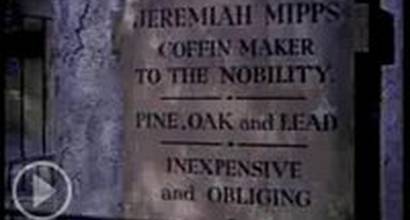 JEREMIAH MIPPS
COFFIN MAKER
TO THE NOBILITY.
PINE, OAK and LEAD
INEXPENSIVE
and OBLIGING